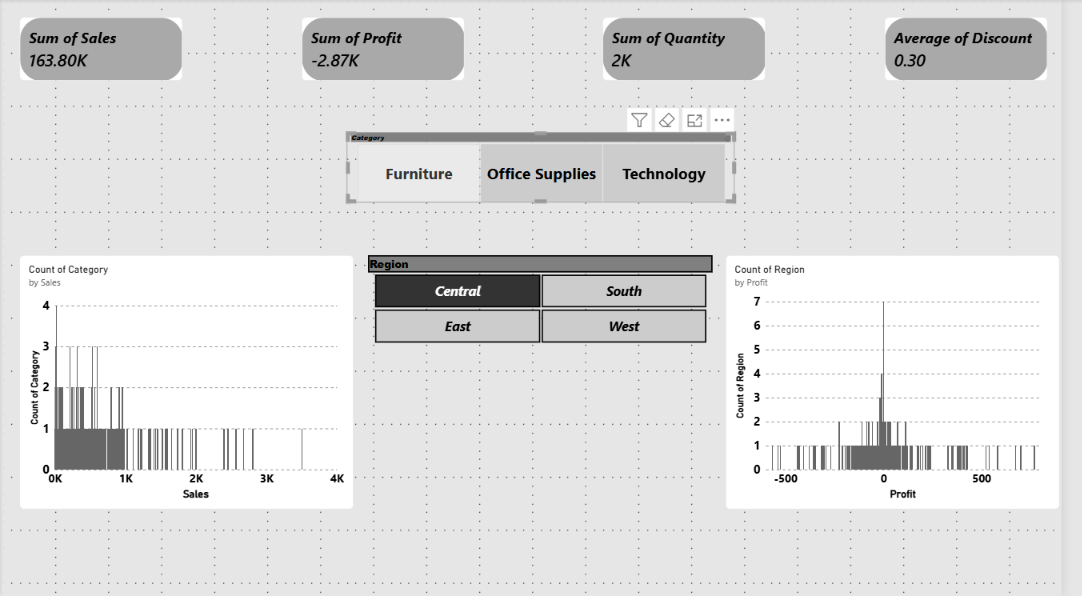 Sum of Sales
163.80K
Sum of Profit
-2.87K
Sum of Quantity
2K
Average of Discount
0.30
Category
Furniture
Office Supplies
Technology
Count of Category
by Sales
Count of Category
4
3
2
1
0
0K
1K
2K
3K
4K
Sales
Region
Central
South
East
West
Count of Region
by Profit
Count of Region
7
6
5
4
3
2
1
0
-500
0
500
Profit